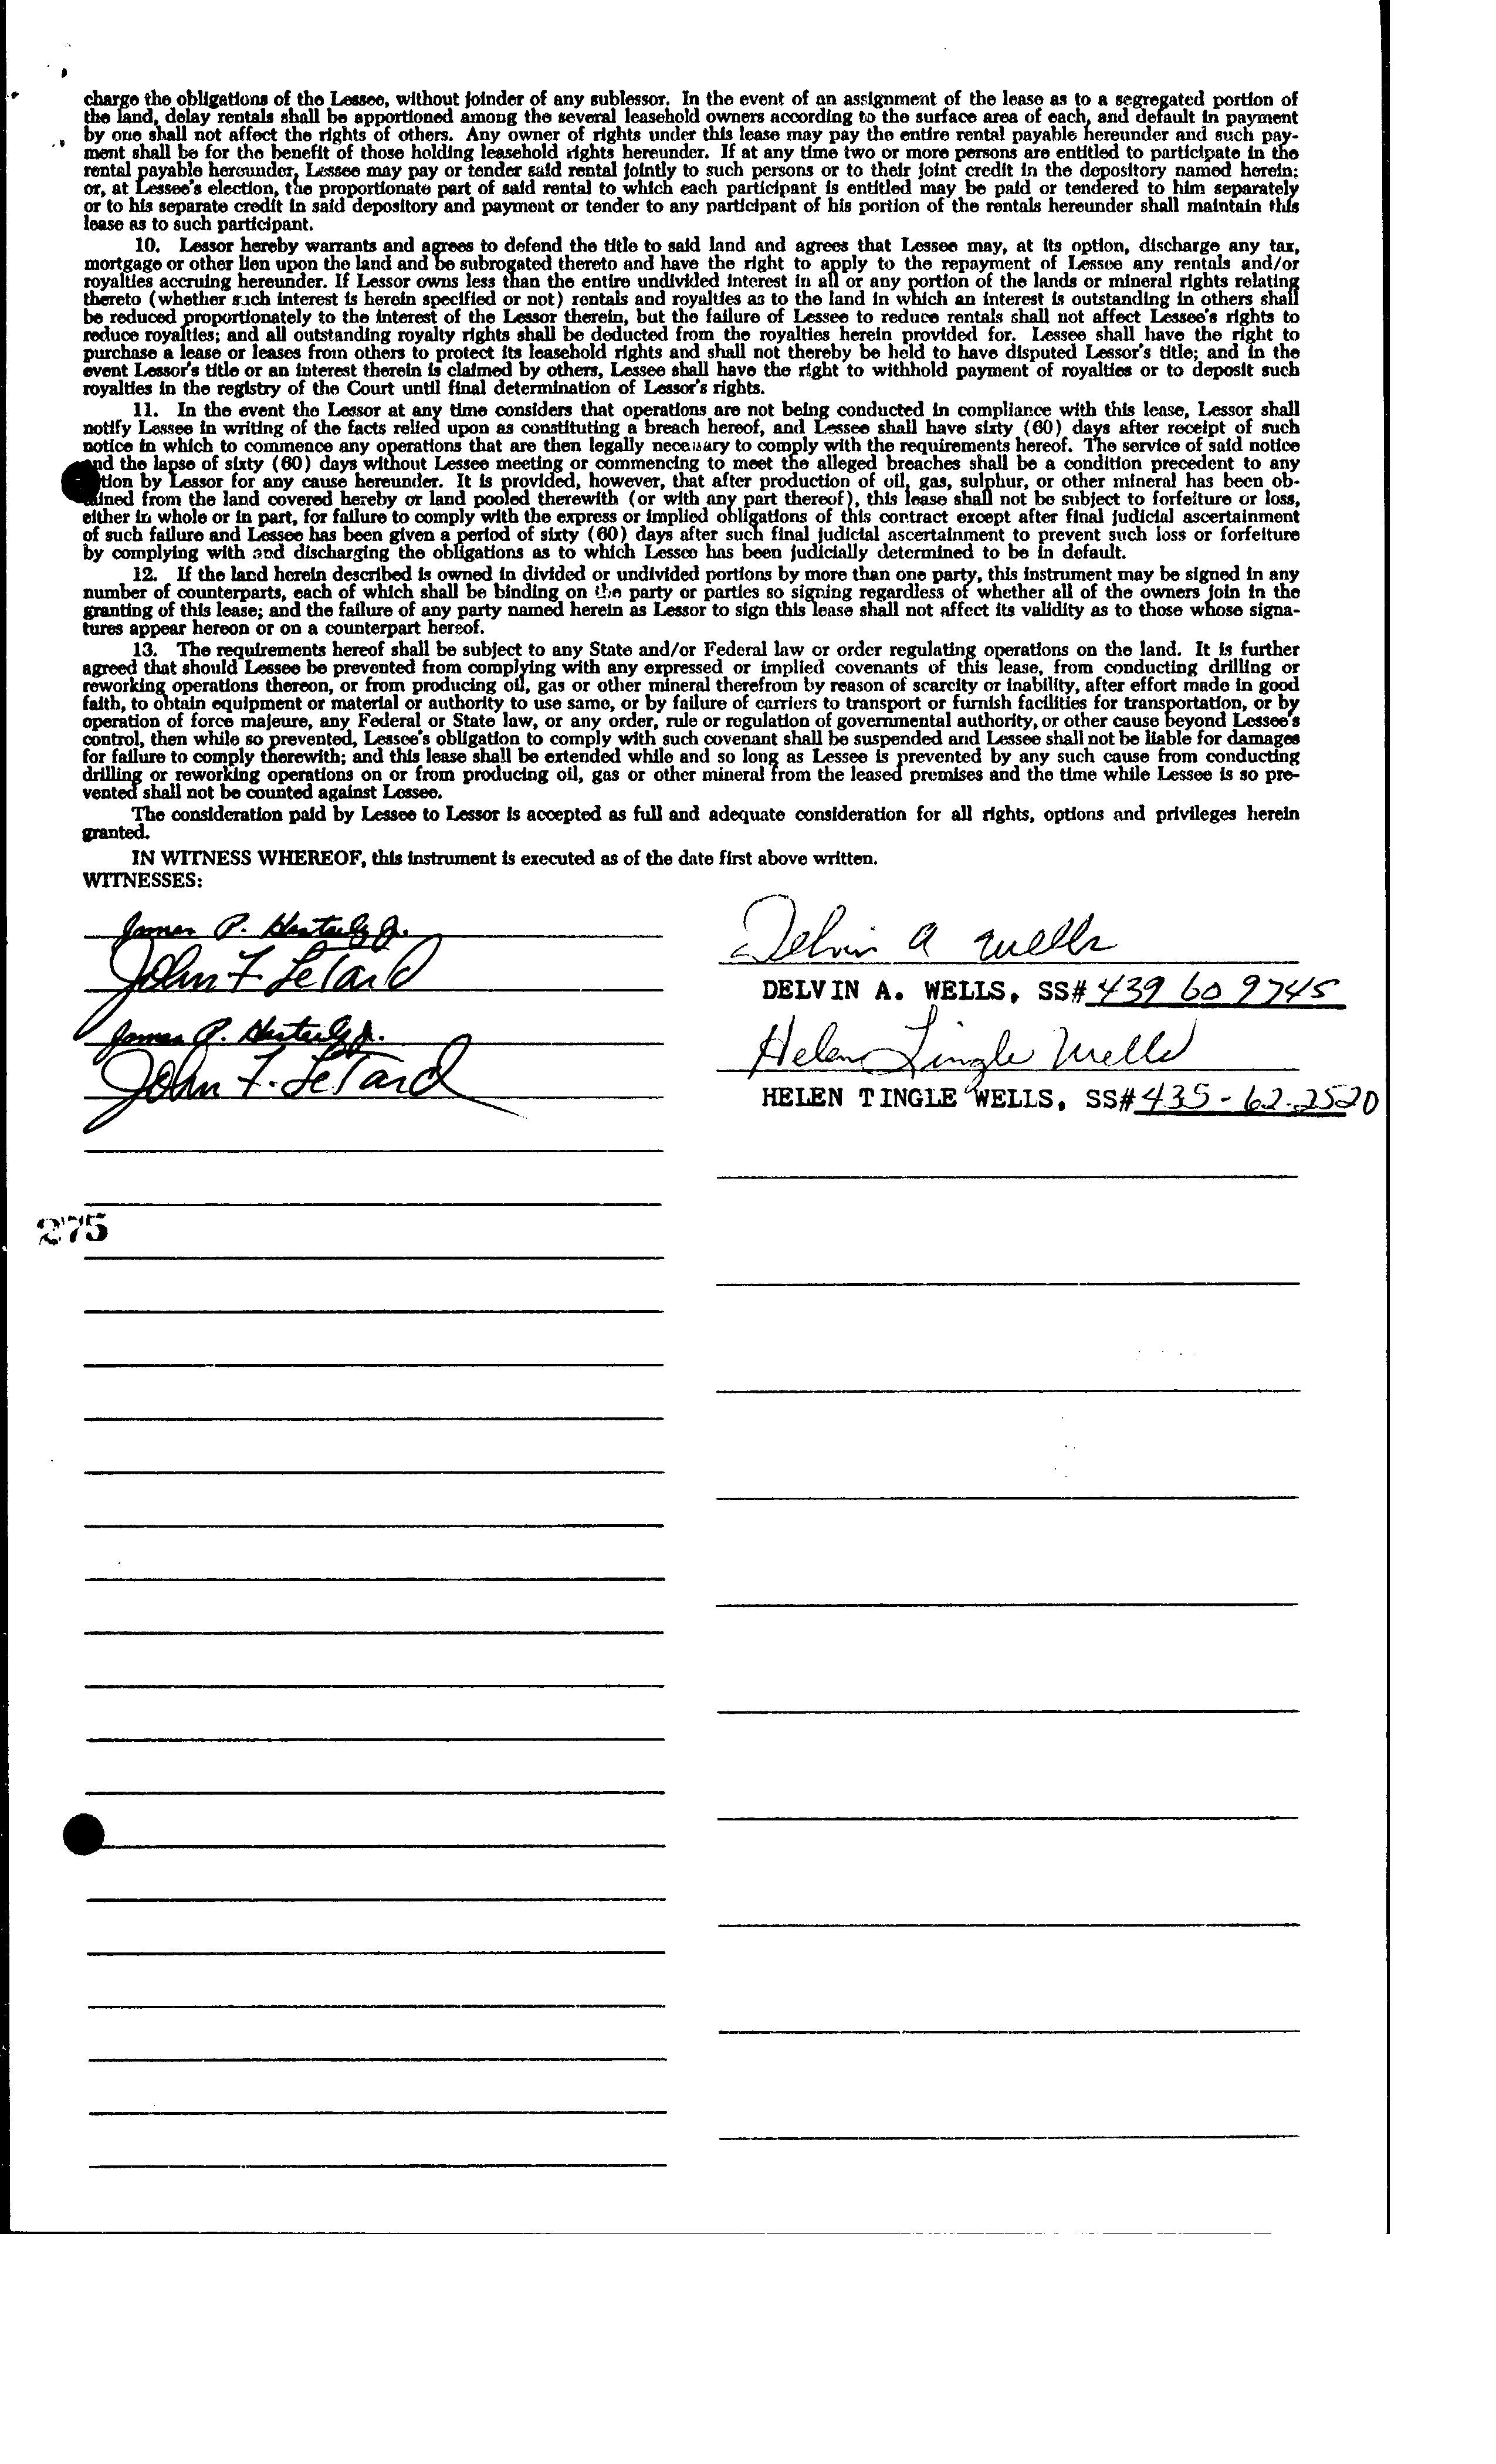 charge the obligations of the Lessee, without joinder of any sublessor. In the event of an assignment of the lease as to a segregated portion of
the land, delay rentals shall be apportioned among the several leasehold owners according to the surface area of each, and default in payment
by one shall not affect the rights of others. Any owner of rights under this lease may pay the entire rental payable hereunder and such pay-
ment shall be for the benefit of those holding leasehold rights hereunder. If at any time two or more persons are entitled to participate in the
rental payable hereunder, Lessee may pay or tender said rental jointly to such persons or to their joint credit in the depository named herein;
or, at Lessee's election, the proportionate part of said rental to which each participant is entitled may be paid or tendered to him separately
or to his separate credit in said depository and payment or tender to any participant of his portion of the rentals hereunder shall maintain this
lease as to such participant.
10. Lessor hereby warrants and agrees to defend the title to said land and agrees that Lessee may, at its option, discharge any tax,
mortgage or other lien upon the land and be subrogated thereto and have the right to apply to the repayment of Lessee any rentals and/or
royalties accruing hereunder. If Lessor owns less than the entire undivided interest in all or any portion of the lands or mineral rights relating
thereto (whether such interest is herein specified or not) rentals and royalties as to the land in which an interest is outstanding in others shall
be reduced proportionately to the interest of the Lessor therein, but the failure of Lessee to reduce rentals shall not affect Lessee's rights to
reduce royalties; and all outstanding royalty rights shall be deducted from the royalties herein provided for. Lessee shall have the right to
purchase a lease or leases from others to protect its leasehold rights and shall not thereby be held to have disputed Lessor's title; and in the
event Lessor's title or an interest therein is claimed by others, Lessee shall have the right to withhold payment of royalties or to deposit such
royalties in the registry of the Court until final determination of Lessor's rights.
11. In the event the Lessor at any time considers that operations are not being conducted in compliance with this lease, Lessor shall
notify Lessee in writing of the facts relied upon as constituting a breach hereof, and Lessee shall have sixty (60) days after receipt of such
notice in which to commence any operations that are then legally necessary to comply with the requirements hereof. The service of said notice
and the lapse of sixty (60) days without Lessee meeting or commencing to meet the alleged breaches shall be a condition precedent to any
tion by Lessor for any cause hereunder. It is provided, however, that after production of oil, gas, sulphur, or other mineral has been ob-
ained from the land covered hereby or land pooled therewith (or with any part thereof), this lease shall not be subject to forfeiture or loss,
either in whole or in part, for failure to comply with the express or implied obligations of this contract except after final judicial ascertainment
of such failure and Lessee has been given a period of sixty (60) days after such final judicial ascertainment to prevent such loss or forfeiture
by complying with and discharging the obligations as to which Lessee has been judicially determined to be in default.
12. If the land herein described is owned in divided or undivided portions by more than one party, this instrument may be signed in any
number of counterparts, each of which shall be binding on the party or parties so signing regardless of whether all of the owners join in the
granting of this lease; and the failure of any party named herein as Lessor to sign this lease shall not affect its validity as to those whose signa-
tures appear hereon or on a counterpart hereof.
13. The requirements hereof shall be subject to any State and/or Federal law or order regulating operations on the land. It is further
agreed that should Lessee be prevented from complying with any expressed or implied covenants of this lease, from conducting drilling or
reworking operations thereon, or from producing oil, gas or other mineral therefrom by reason of scarcity or inability, after effort made in good
faith, to obtain equipment or material or authority to use same, or by failure of carriers to transport or furnish facilities for transportation, or by
operation of force majeure, any Federal or State law, or any order, rule or regulation of governmental authority, or other cause beyond Lessee's
control, then while so prevented, Lessee's obligation to comply with such covenant shall be suspended and Lessee shall not be liable for damages
for failure to comply therewith; and this lease shall be extended while and so long as Lessee is prevented by any such cause from conducting
drilling or reworking operations on or from producing oil, gas or other mineral from the leased premises and the time while Lessee is so pre-
vented shall not be counted against Lessee.
The consideration paid by Lessee to Lessor is accepted as full and adequate consideration for all rights, options and privileges herein
granted.
IN WITNESS WHEREOF, this instrument is executed as of the date first above written.
WITNESSES:
James P. Jr.
John F. LeTard
James P. Jr.
John F. LeTard
Delvin A Wells
DELVIN A. WELLS, SS# 439 60 9745
Helen Tingle Wells
HELEN TINGLE WELLS, SS# 435-62-2520
275